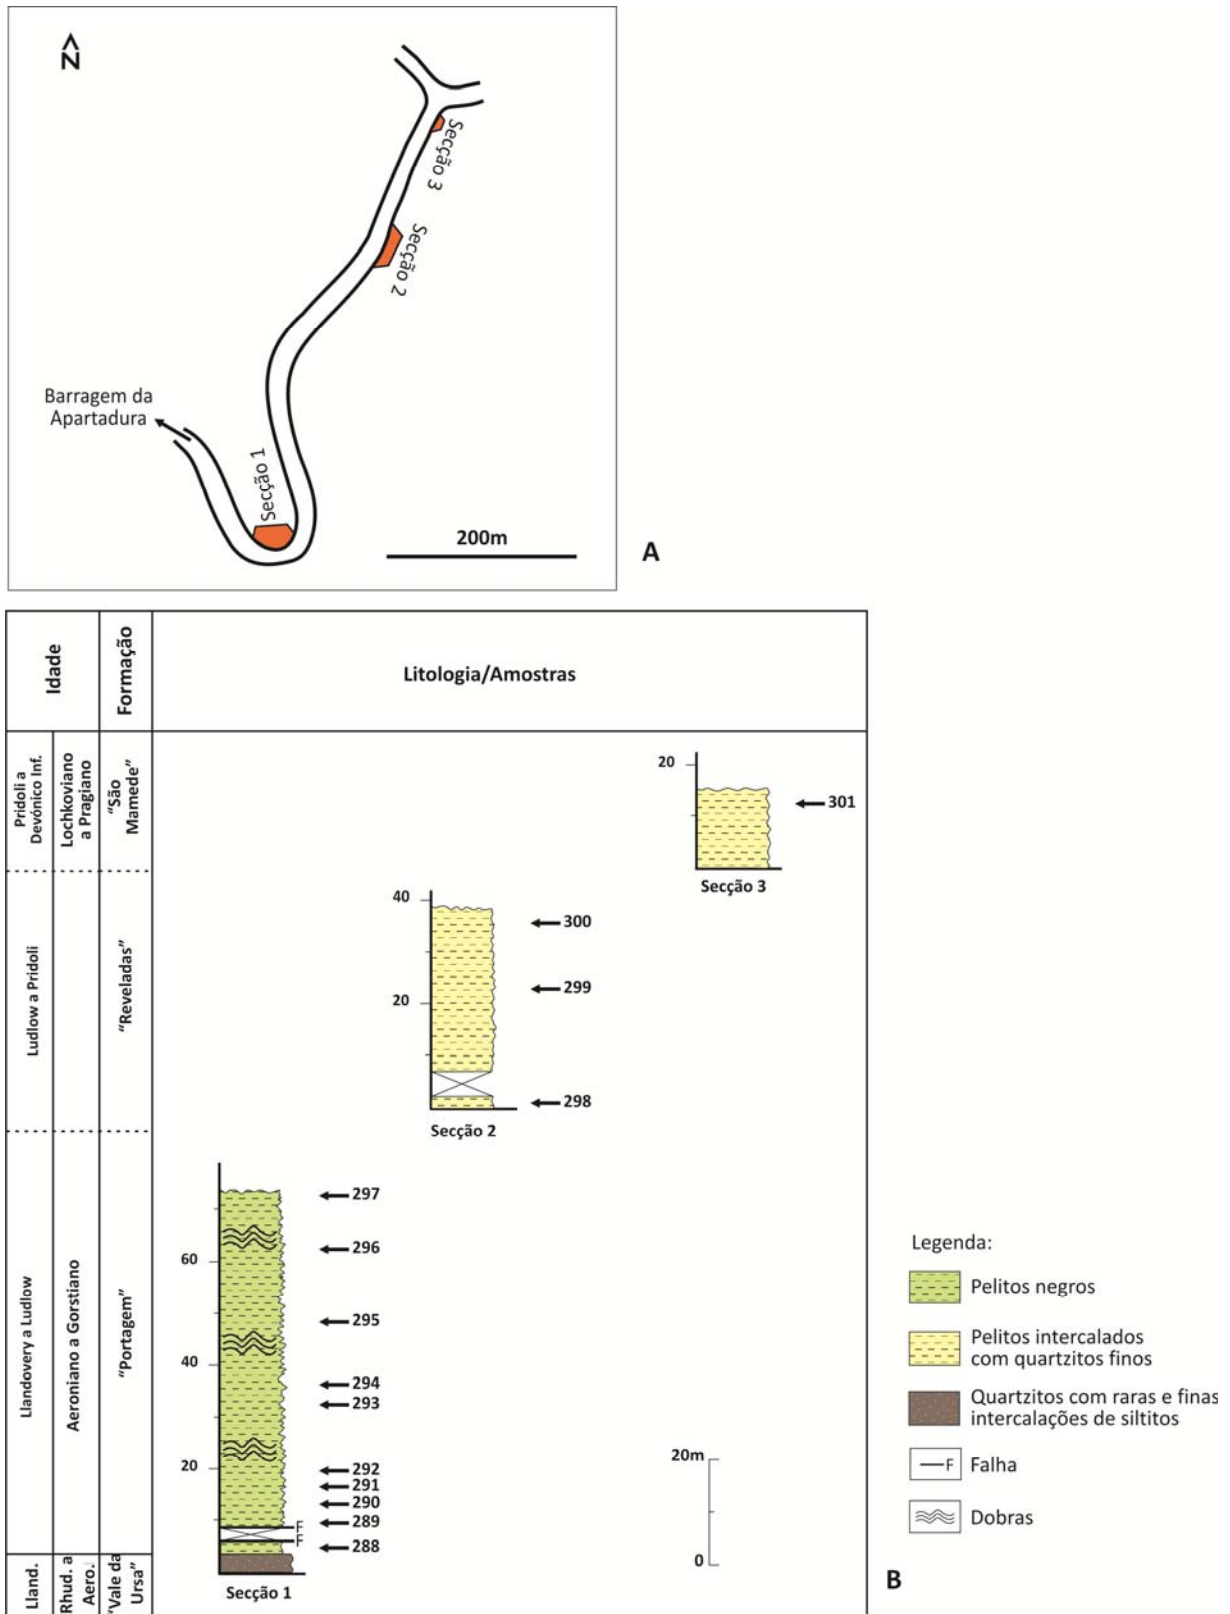 N
Secção 3
Secção 2
Barragem da
Apartadura
Secção 1
200m
A
Idade
Formação
Litologia/Amostras
Pridoli a
Devónico Inf.
Lochkoviano
a Pragiano
"São
Mamede"
20
301
Secção 3
Ludlow a Pridoli
"Reveladas"
40
300
299
20
298
Secção 2
Llandovery a Ludlow
Aeroniano a Gorstiano
"Portagem"
297
60
296
295
40
294
293
20
292
291
290
289
F
F
288
Secção 1
Lland.
Rhud. a
Aero.
"Vale da
Ursa"
20m
0
Legenda:
Pelitos negros
Pelitos intercalados
com quartzitos finos
Quartzitos com raras e finas
intercalações de siltitos
F Falha
Dobras
B